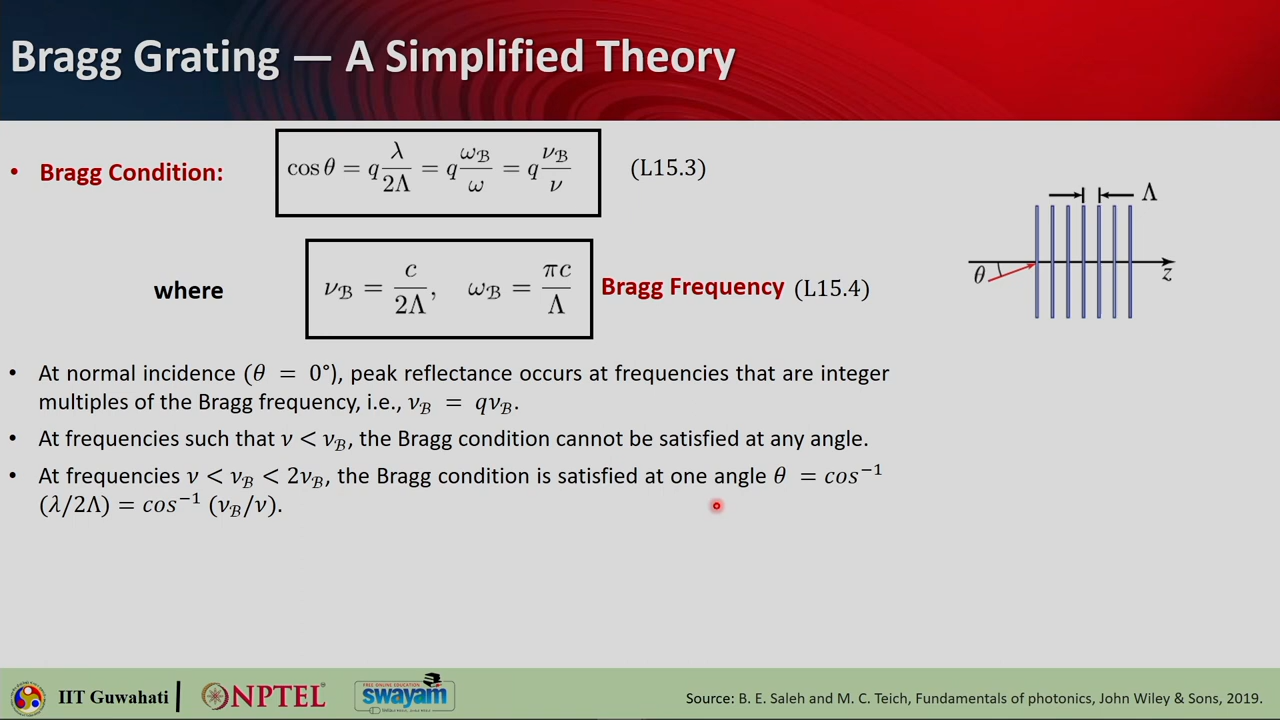 Bragg Grating — A Simplified Theory
• Bragg Condition: cos θ = q λ/2Λ = q ω_ℬ/ω = q ν_ℬ/ν (L15.3)
Λ
θ
z
where ν_ℬ = c/2Λ, ω_ℬ = πc/Λ Bragg Frequency (L15.4)
• At normal incidence (θ = 0°), peak reflectance occurs at frequencies that are integer
multiples of the Bragg frequency, i.e., ν_ℬ = qν_ℬ.
• At frequencies such that ν < ν_ℬ, the Bragg condition cannot be satisfied at any angle.
• At frequencies ν < ν_ℬ < 2ν_ℬ, the Bragg condition is satisfied at one angle θ = cos⁻¹
(λ/2Λ) = cos⁻¹ (ν_ℬ/ν).
IIT Guwahati
NPTEL
FREE ONLINE EDUCATION
swayam
Source: B. E. Saleh and M. C. Teich, Fundamentals of photonics, John Wiley & Sons, 2019.